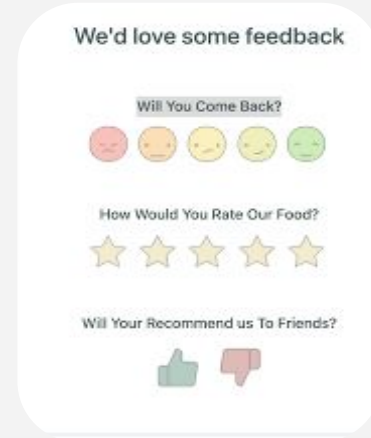 We'd love some feedback
Will You Come Back?
How Would You Rate Our Food?
Will Your Recommend us To Friends?